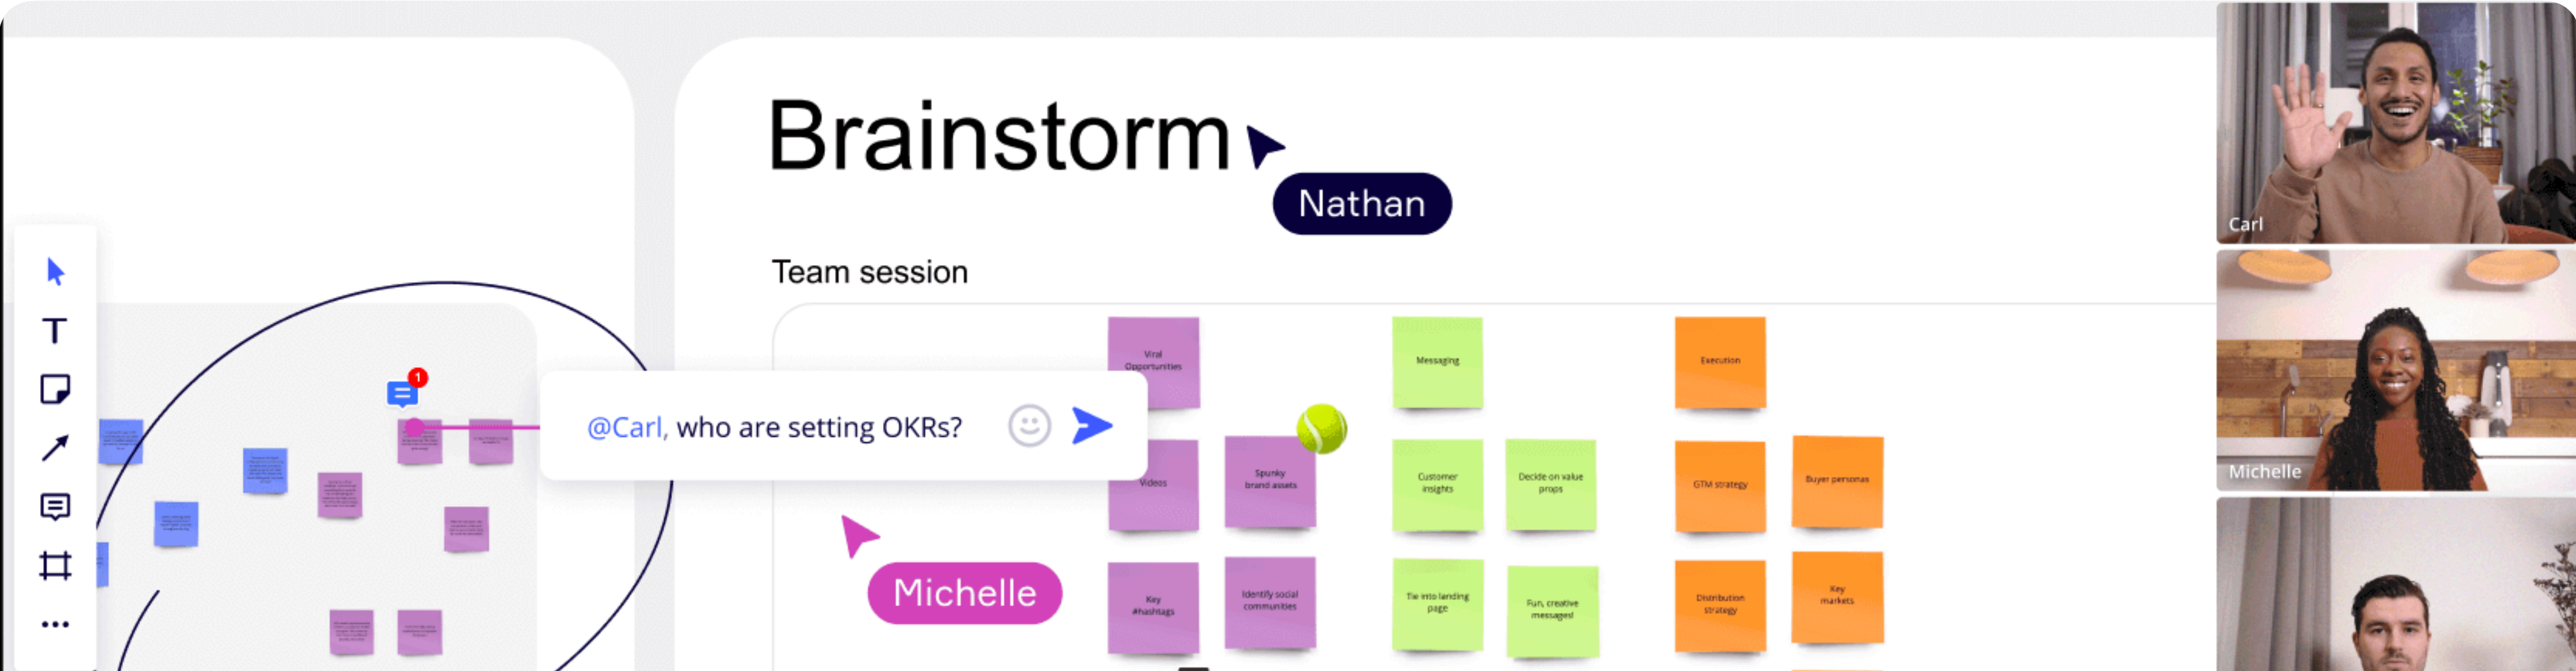 Brainstorm
Nathan
Team session
1
@Carl, who are setting OKRs?
Michelle
Viral
Opportunities
Videos
Spunky
brand assets
Key
#hashtags
Identify social
communities
Messaging
Customer
insights
Decide on value
props
Tie into landing
page
Fun, creative
messages!
Execution
GTM strategy
Buyer personas
Distribution
strategy
Key
markets
Carl
Michelle